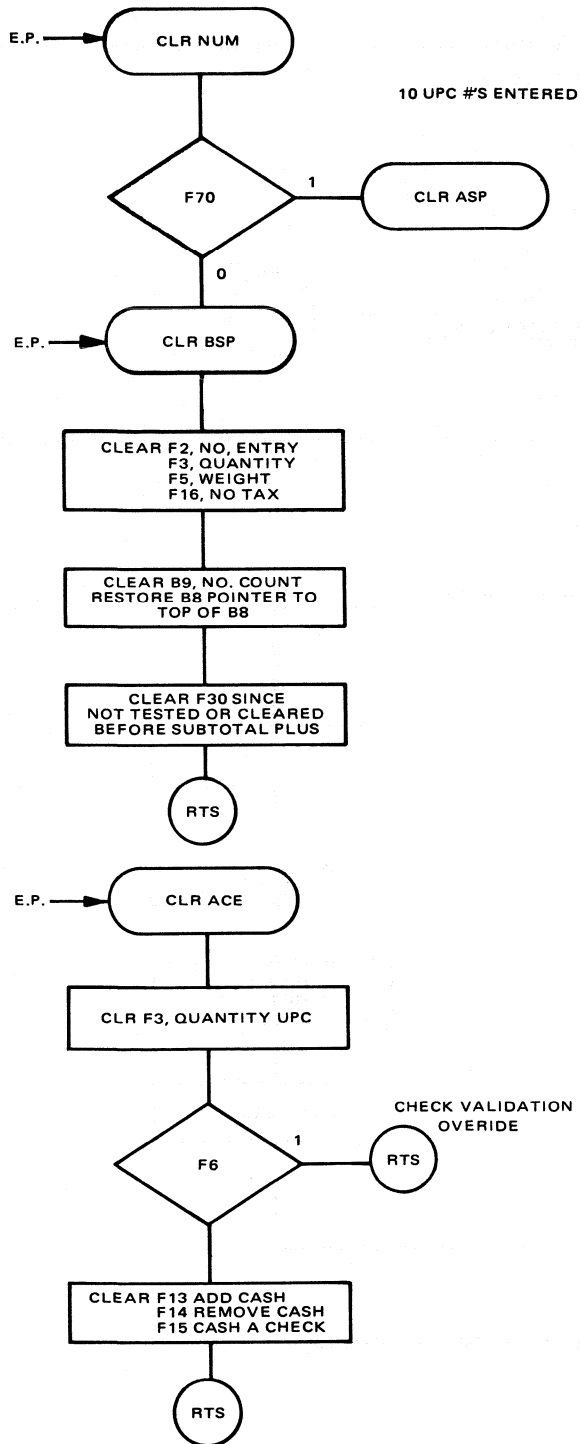 E.P.
CLR NUM
10 UPC #'S ENTERED
F70
1
CLR ASP
0
E.P.
CLR BSP
CLEAR F2, NO, ENTRY
F3, QUANTITY
F5, WEIGHT
F16, NO TAX
CLEAR B9, NO. COUNT
RESTORE B8 POINTER TO
TOP OF B8
CLEAR F30 SINCE
NOT TESTED OR CLEARED
BEFORE SUBTOTAL PLUS
RTS
E.P.
CLR ACE
CLR F3, QUANTITY UPC
CHECK VALIDATION
OVERIDE
F6
1
RTS
CLEAR F13 ADD CASH
F14 REMOVE CASH
F15 CASH A CHECK
RTS